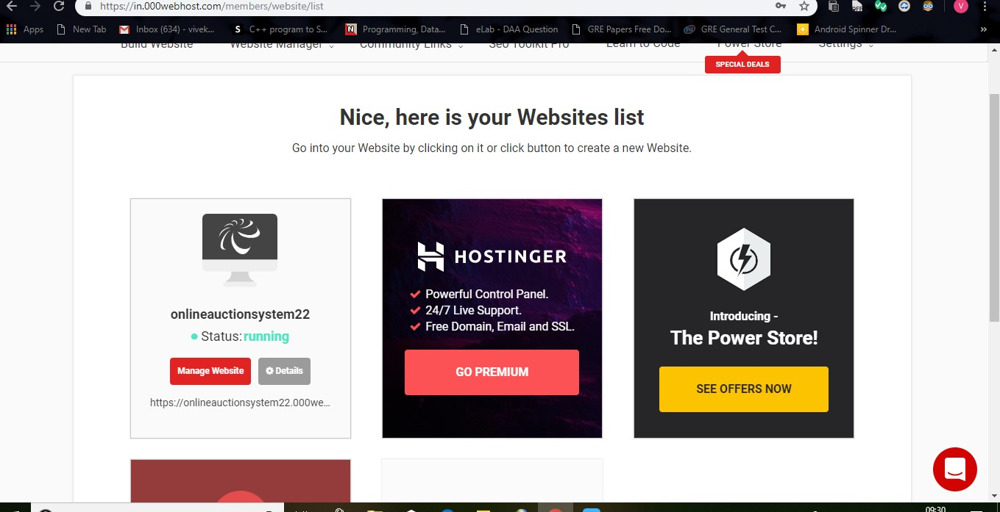 https://in.000webhost.com/members/website/list
OFF
V
Apps
New Tab
Inbox (634) - vivek...
S
C++ program to S...
N
Programming, Data...
eLab - DAA Question
GRE Papers Free Do...
GRE General Test C...
Android Spinner Dr...
»
Build Website
Website Manager
Community Links
Seo Toolkit Pro
Learn to Code
Power Store
Settings
SPECIAL DEALS
Nice, here is your Websites list
Go into your Website by clicking on it or click button to create a new Website.
onlineauctionsystem22
Status: running
Manage Website
Details
https://onlineauctionsystem22.000we...
HOSTINGER
Powerful Control Panel.
24/7 Live Support.
Free Domain, Email and SSL.
GO PREMIUM
Introducing -
The Power Store!
SEE OFFERS NOW
09:30